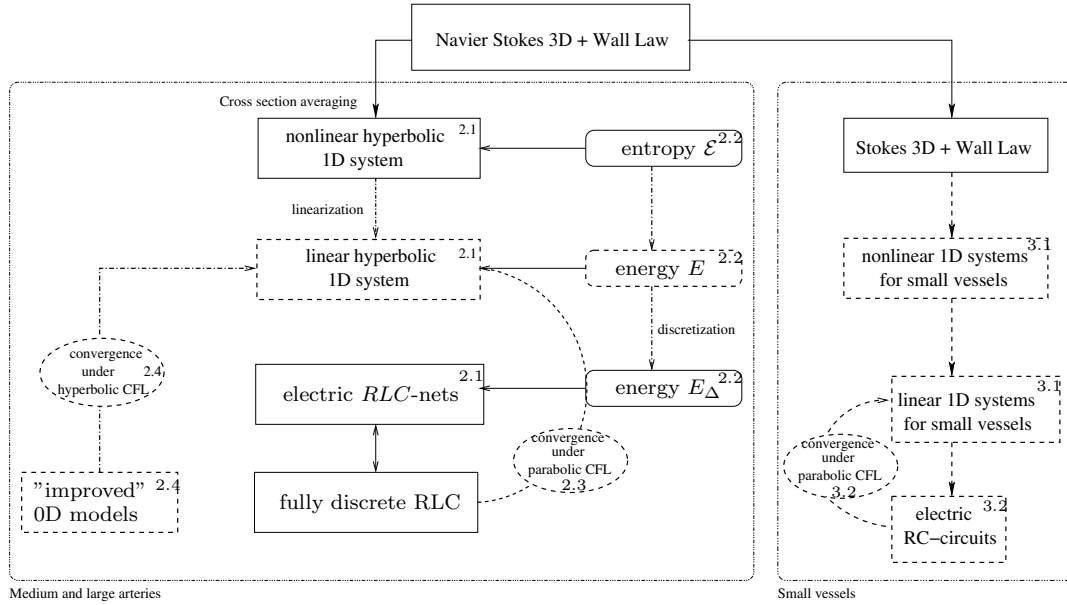 Navier Stokes 3D + Wall Law
Cross section averaging
nonlinear hyperbolic
1D system
2.1
entropy ℰ
2.2
linearization
linear hyperbolic
1D system
2.1
energy E
2.2
discretization
convergence
under
hyperbolic CFL
2.4
electric RLC-nets
2.1
energy E_Δ
2.2
convergence
under
parabolic CFL
2.3
"improved"
0D models
2.4
fully discrete RLC
Medium and large arteries
Stokes 3D + Wall Law
nonlinear 1D systems
for small vessels
3.1
linear 1D systems
for small vessels
3.1
convergence
under
parabolic CFL
3.2
electric
RC−circuits
3.2
Small vessels